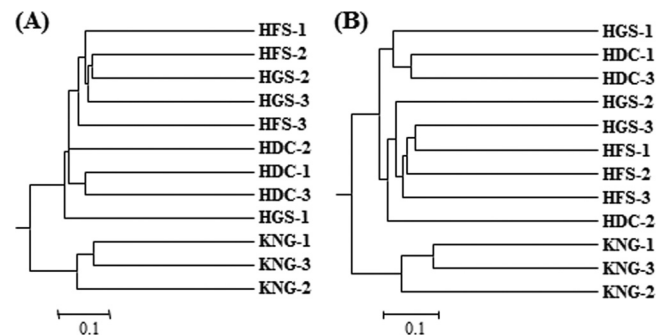 (A)
HFS-1
HFS-2
HGS-2
HGS-3
HFS-3
HDC-2
HDC-1
HDC-3
HGS-1
KNG-1
KNG-3
KNG-2
0.1
(B)
HGS-1
HDC-1
HDC-3
HGS-2
HGS-3
HFS-1
HFS-2
HFS-3
HDC-2
KNG-1
KNG-3
KNG-2
0.1